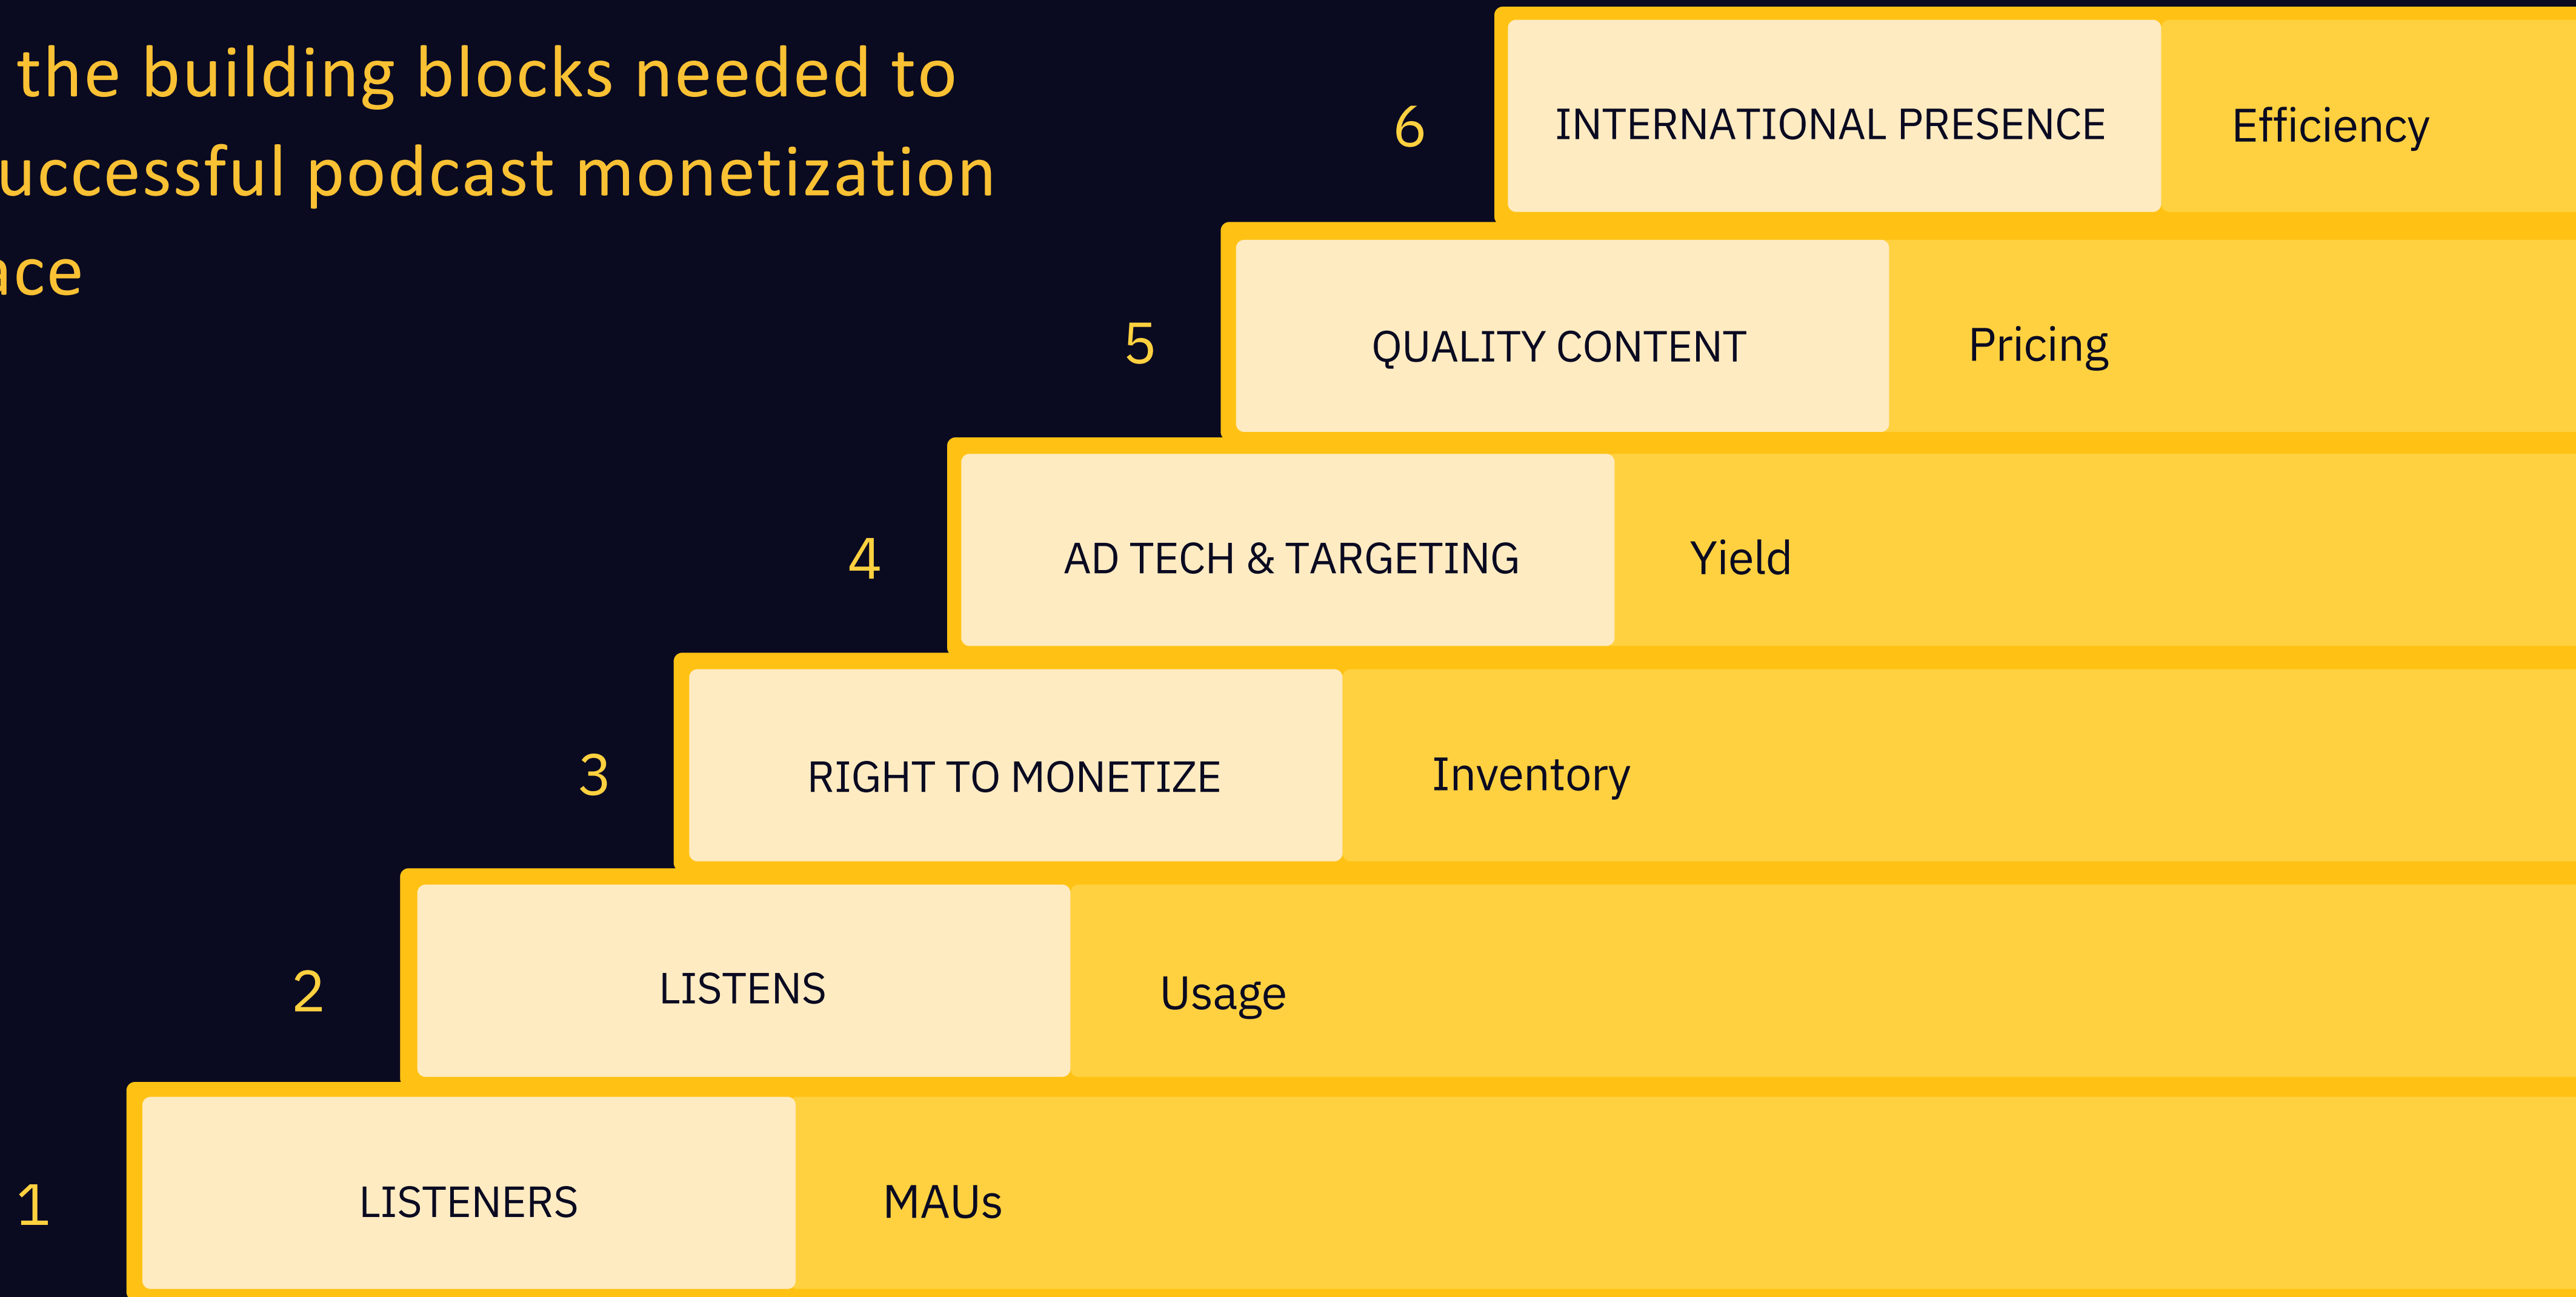 the building blocks needed to
uccessful podcast monetization
ace
6 INTERNATIONAL PRESENCE Efficiency
5 QUALITY CONTENT Pricing
4 AD TECH & TARGETING Yield
3 RIGHT TO MONETIZE Inventory
2 LISTENS Usage
1 LISTENERS MAUs